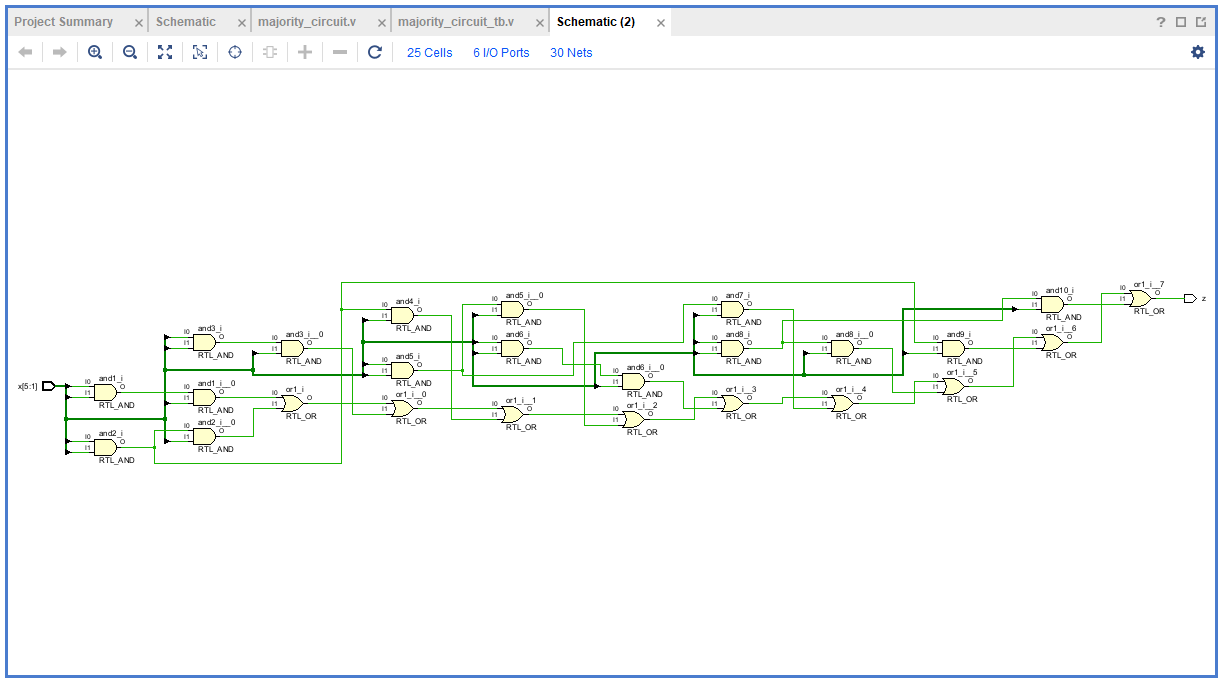 Project Summary × Schematic × majority_circuit.v × majority_circuit_tb.v × Schematic (2) × ?
25 Cells 6 I/O Ports 30 Nets
x[5:1]
I0 and1_i
I1 O
RTL_AND
I0 and2_i
I1 O
RTL_AND
I0 and3_i
I1 O
RTL_AND
I0 and1_i__0
I1 O
RTL_AND
I0 and2_i__0
I1 O
RTL_AND
I0 and3_i__0
I1 O
RTL_AND
I0 or1_i
I1 O
RTL_OR
I0 and4_i
I1 O
RTL_AND
I0 and5_i
I1 O
RTL_AND
I0 or1_i__0
I1 O
RTL_OR
I0 and5_i__0
I1 O
RTL_AND
I0 and6_i
I1 O
RTL_AND
I0 or1_i__1
I1 O
RTL_OR
I0 and6_i__0
I1 O
RTL_AND
I0 or1_i__2
I1 O
RTL_OR
I0 and7_i
I1 O
RTL_AND
I0 and8_i
I1 O
RTL_AND
I0 or1_i__3
I1 O
RTL_OR
I0 and8_i__0
I1 O
RTL_AND
I0 or1_i__4
I1 O
RTL_OR
I0 and9_i
I1 O
RTL_AND
I0 or1_i__5
I1 O
RTL_OR
I0 and10_i
I1 O
RTL_AND
I0 or1_i__6
I1 O
RTL_OR
I0 or1_i__7
I1 O
RTL_OR
z